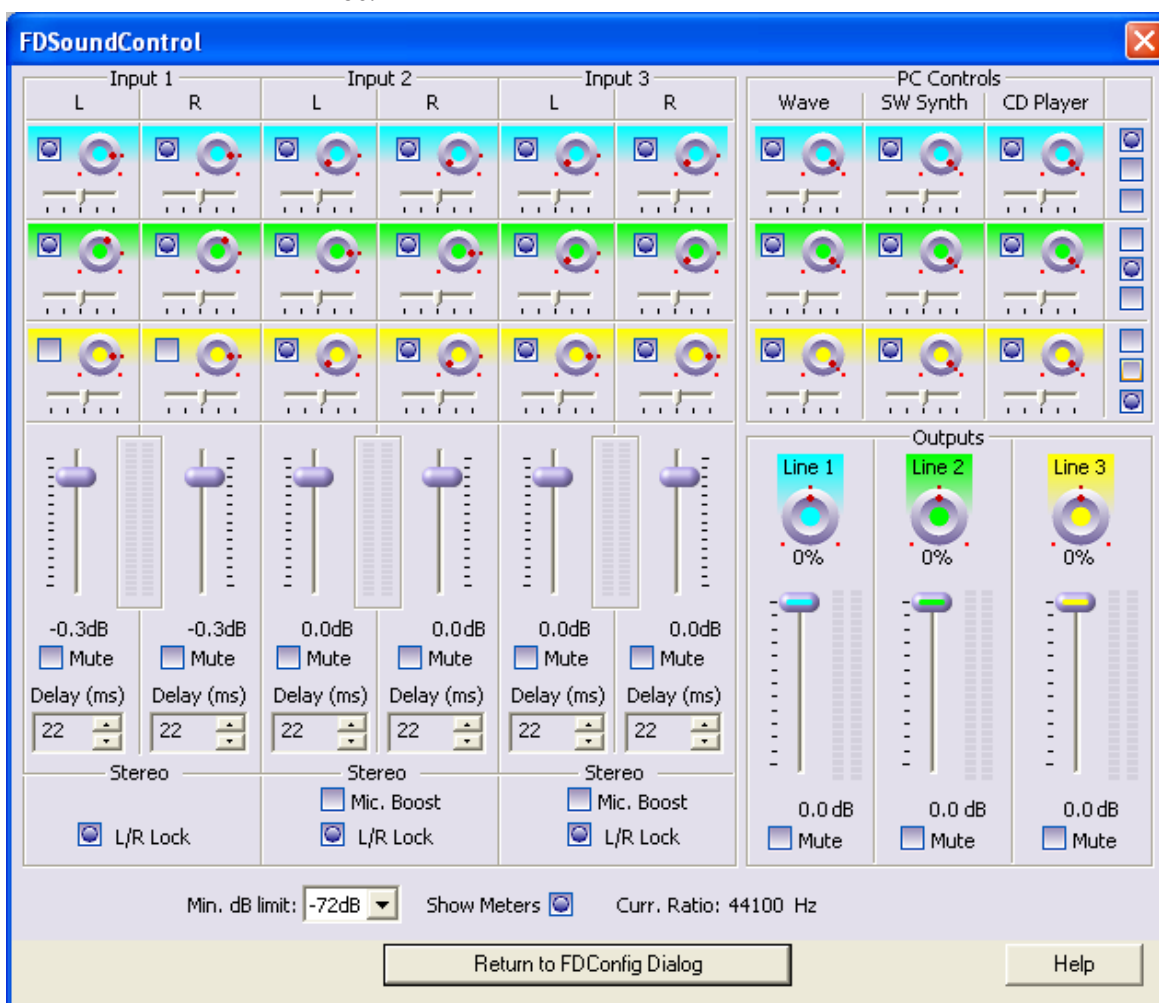 FDSoundControl
Input 1 Input 2 Input 3 PC Controls
L R L R L R Wave SW Synth CD Player
Outputs
Line 1 Line 2 Line 3
0% 0% 0%
-0.3dB -0.3dB 0.0dB 0.0dB 0.0dB 0.0dB
Mute Mute Mute Mute Mute Mute
Delay (ms) Delay (ms) Delay (ms) Delay (ms) Delay (ms) Delay (ms)
22 22 22 22 22 22
Stereo Stereo Stereo
Mic. Boost Mic. Boost
0.0 dB 0.0 dB 0.0 dB
L/R Lock L/R Lock L/R Lock
Mute Mute Mute
Min. dB limit: -72dB Show Meters Curr. Ratio: 44100 Hz
Return to FDConfig Dialog Help